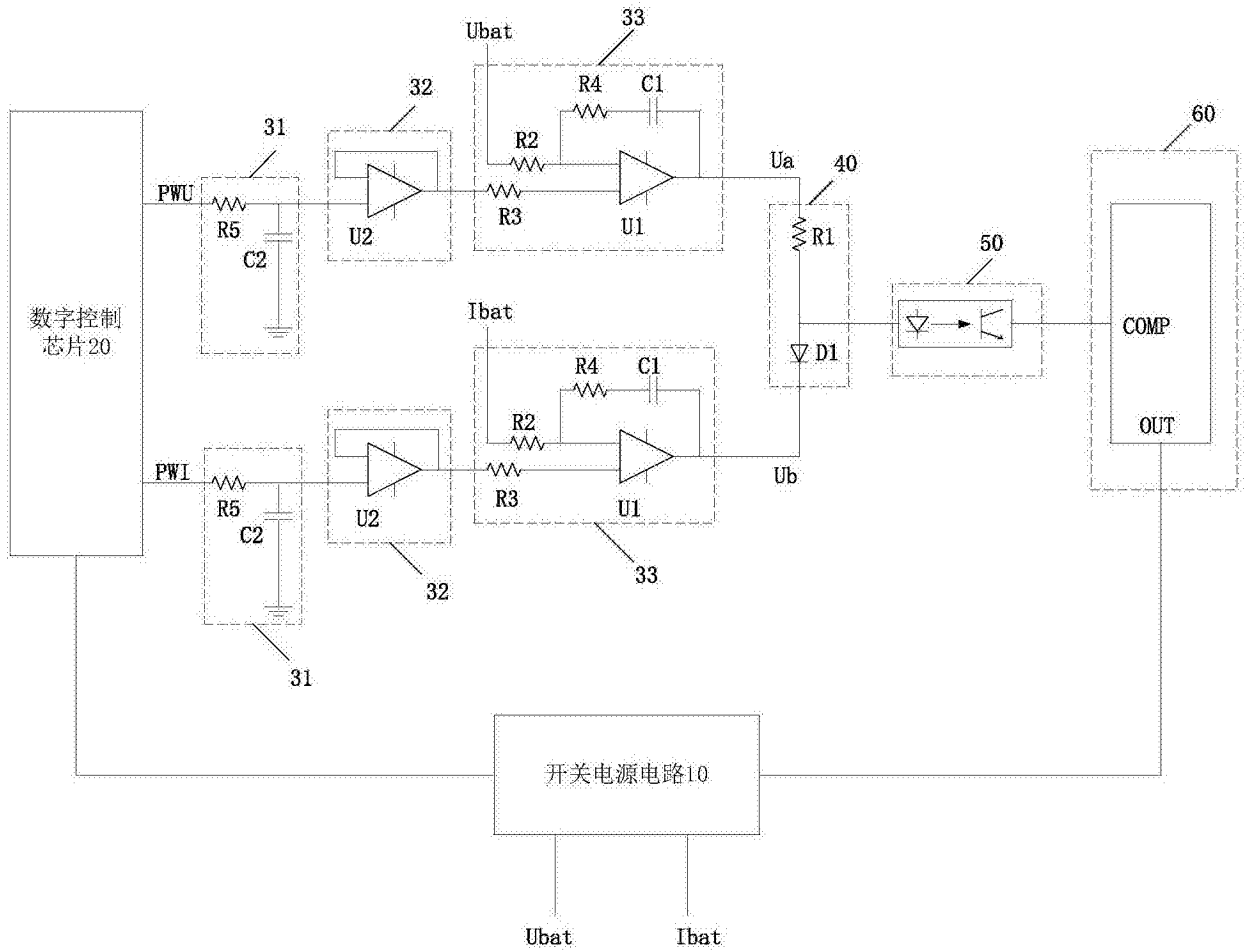 Ubat
33
R4
C1
32
31
R2
60
Ua
40
PWU
R5
C2
U2
R3
U1
R1
50
数字控制
芯片20
Ibat
COMP
D1
R4
C1
R2
OUT
PWI
R5
C2
U2
R3
U1
Ub
32
33
31
开关电源电路10
Ubat
Ibat